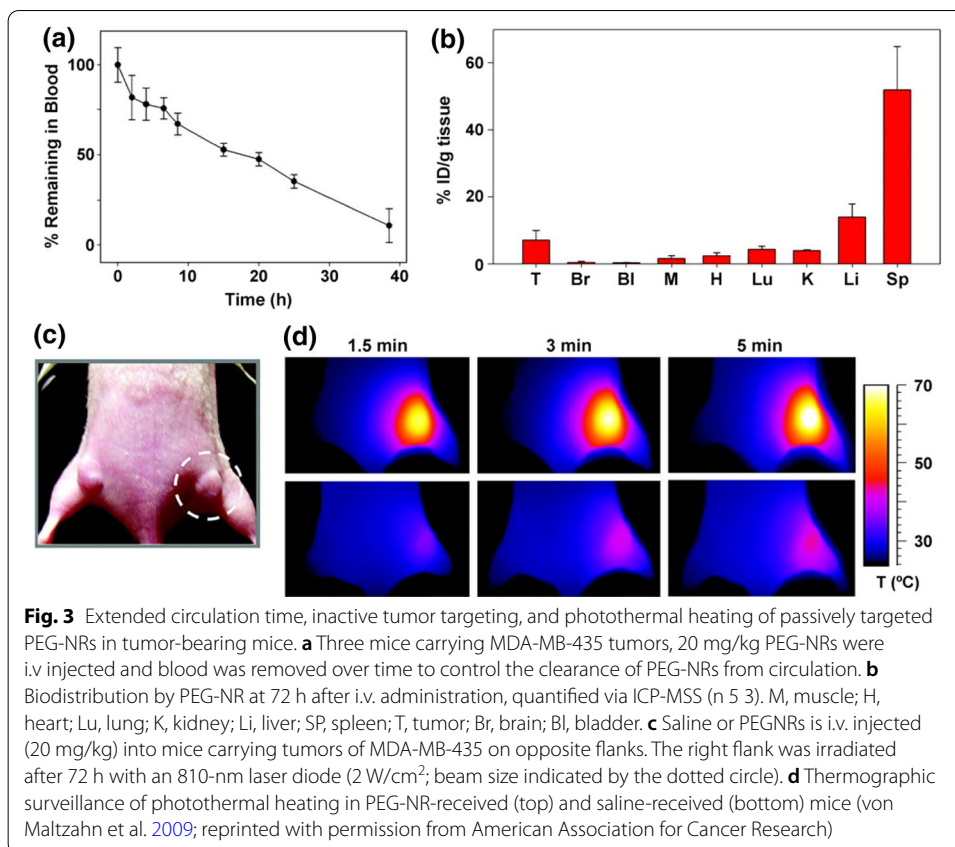 (a)
% Remaining in Blood
100
50
0
0 10 20 30 40
Time (h)
(b)
% ID/g tissue
60
40
20
0
T Br Bl M H Lu K Li Sp
(c)
(d)
1.5 min 3 min 5 min
70
50
30
T (ºC)
Fig. 3 Extended circulation time, inactive tumor targeting, and photothermal heating of passively targeted
PEG-NRs in tumor-bearing mice. a Three mice carrying MDA-MB-435 tumors, 20 mg/kg PEG-NRs were
i.v injected and blood was removed over time to control the clearance of PEG-NRs from circulation. b
Biodistribution by PEG-NR at 72 h after i.v. administration, quantified via ICP-MSS (n 5 3). M, muscle; H,
heart; Lu, lung; K, kidney; Li, liver; SP, spleen; T, tumor; Br, brain; Bl, bladder. c Saline or PEGNRs is i.v. injected
(20 mg/kg) into mice carrying tumors of MDA-MB-435 on opposite flanks. The right flank was irradiated
after 72 h with an 810-nm laser diode (2 W/cm²; beam size indicated by the dotted circle). d Thermographic
surveillance of photothermal heating in PEG-NR-received (top) and saline-received (bottom) mice (von
Maltzahn et al. 2009; reprinted with permission from American Association for Cancer Research)